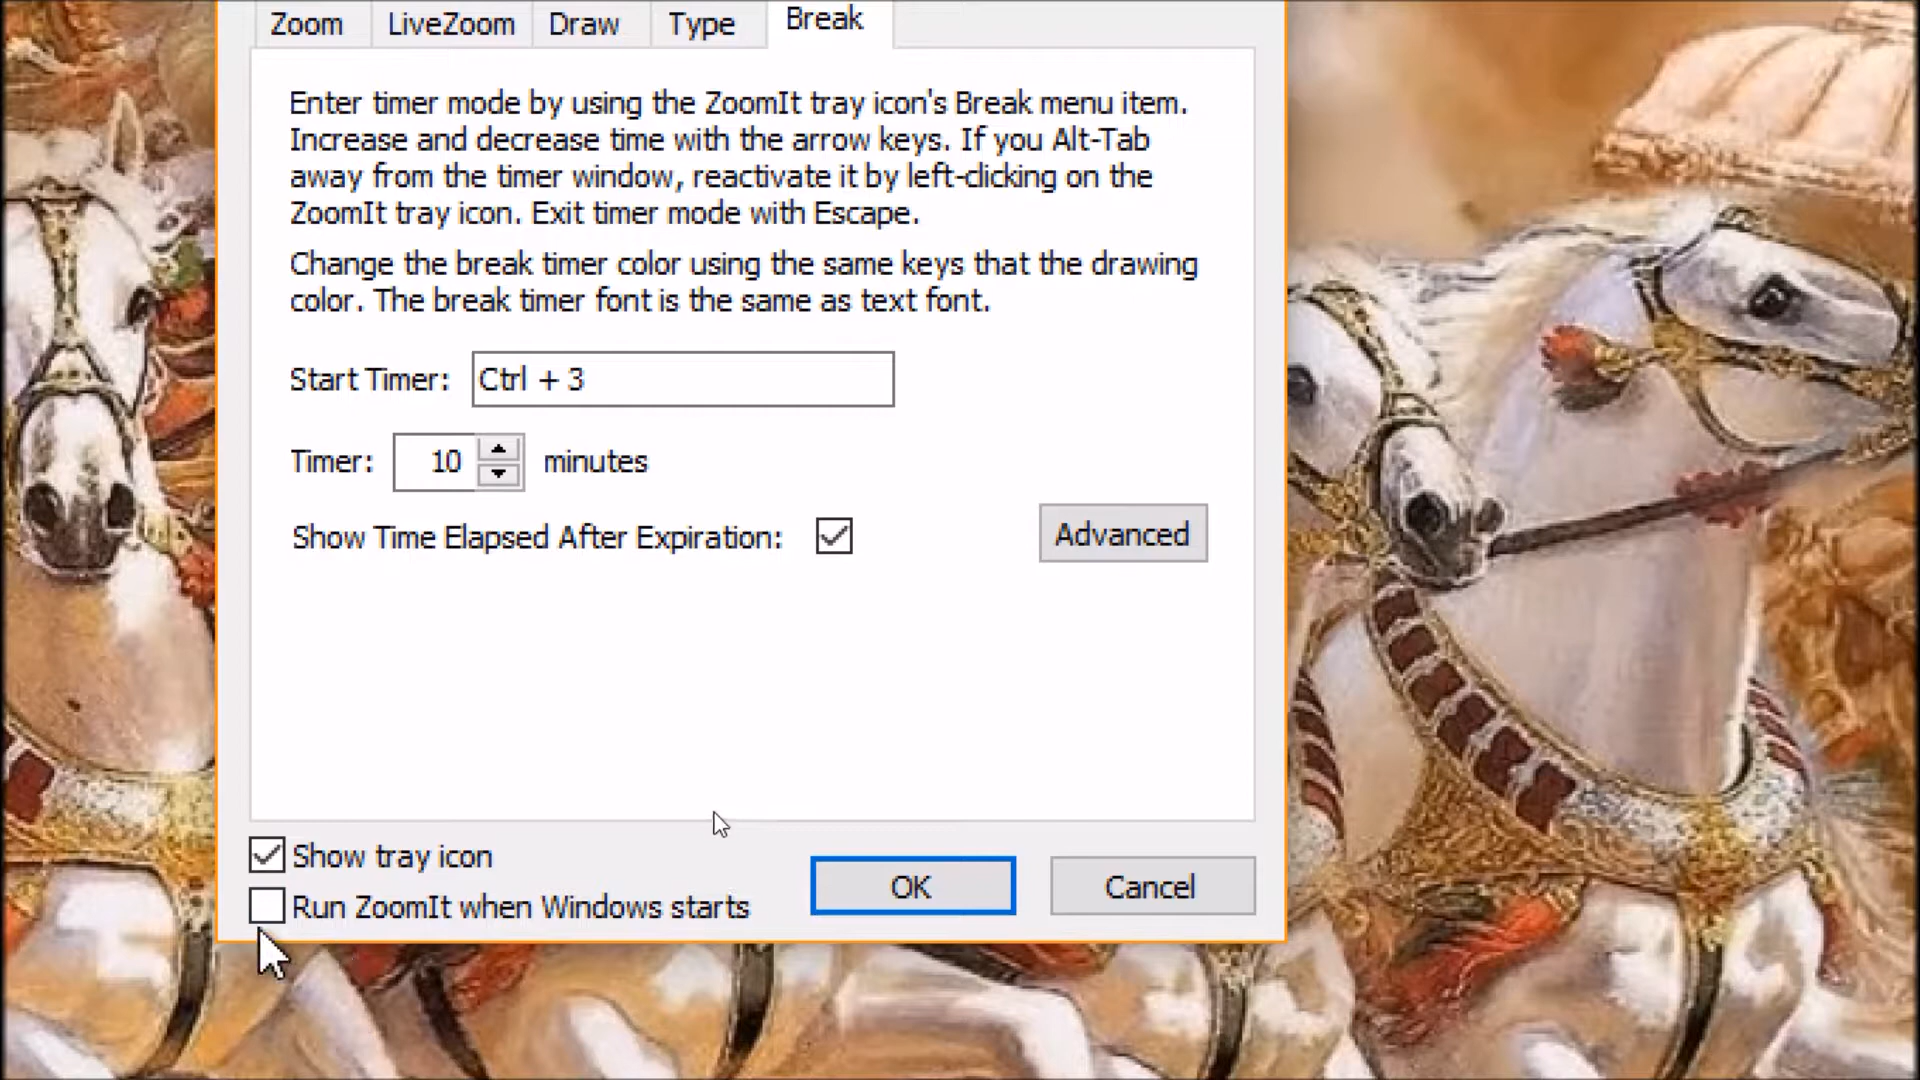 Zoom LiveZoom Draw Type Break
Enter timer mode by using the ZoomIt tray icon's Break menu item.
Increase and decrease time with the arrow keys. If you Alt-Tab
away from the timer window, reactivate it by left-clicking on the
ZoomIt tray icon. Exit timer mode with Escape.
Change the break timer color using the same keys that the drawing
color. The break timer font is the same as text font.
Start Timer: Ctrl + 3
Timer: 10 minutes
Show Time Elapsed After Expiration: Advanced
Show tray icon
Run ZoomIt when Windows starts
OK Cancel